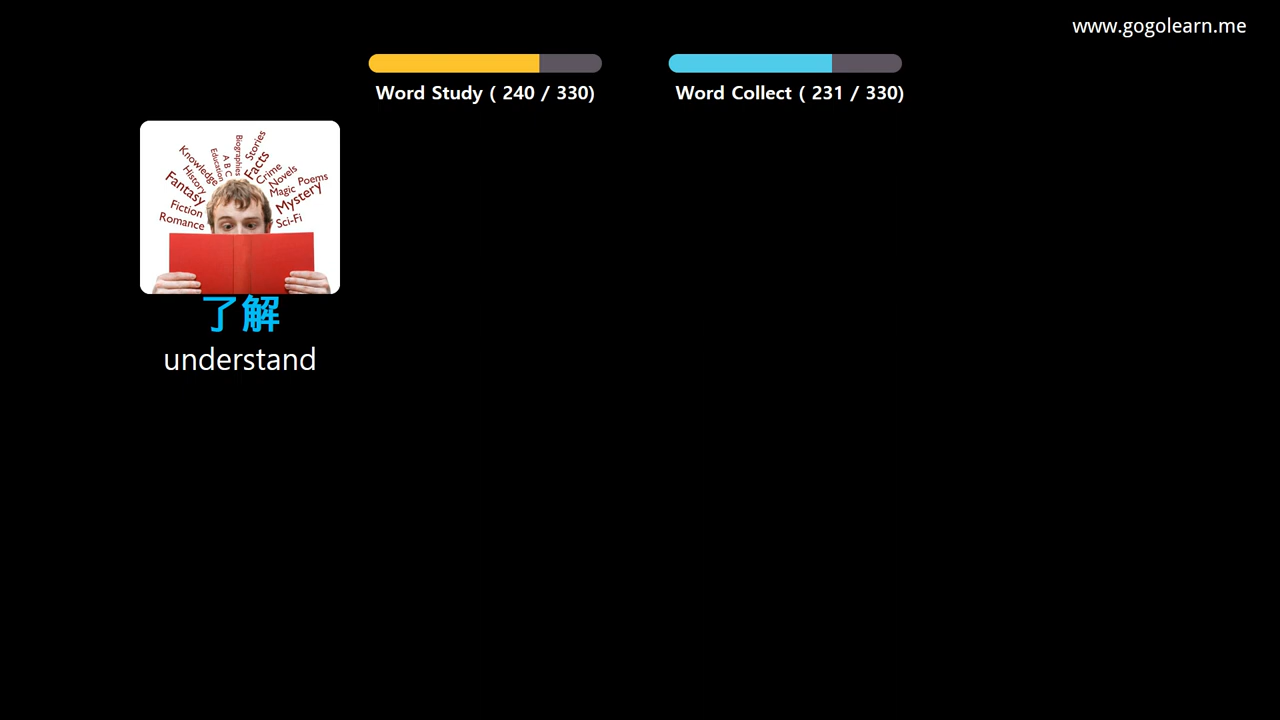 www.gogolearn.me
Word Study ( 240 / 330)
Word Collect ( 231 / 330)
Biographies
Stories
A B C
Facts
Education
Crime
Knowledge
Novels
History
Magic
Poems
Fantasy
Mystery
Fiction
Romance
Sci-Fi
了解
understand